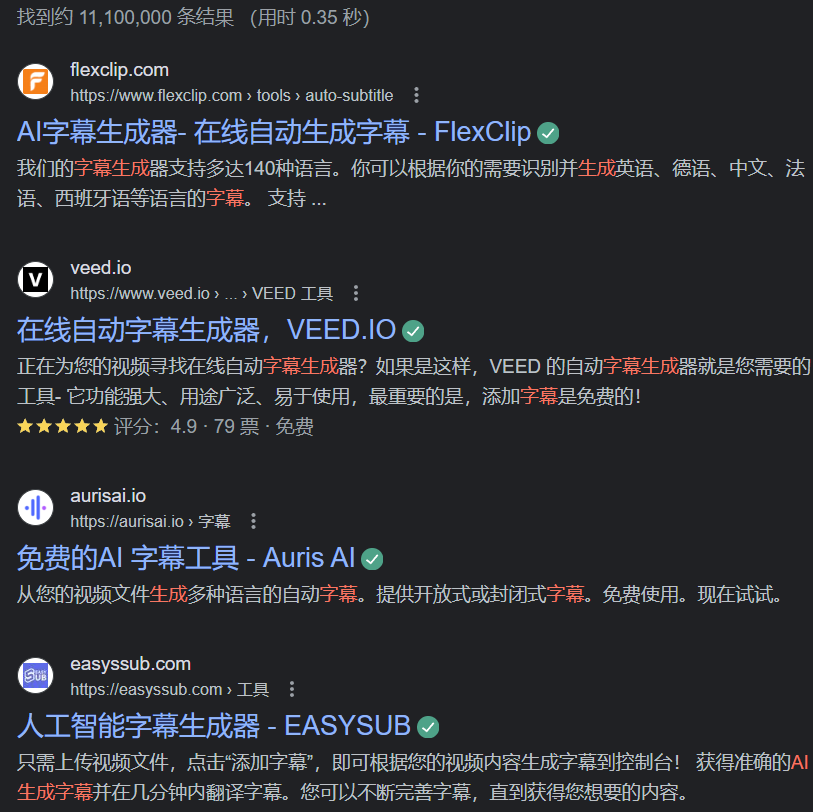 找到约 11,100,000 条结果 （用时 0.35 秒）
flexclip.com
https://www.flexclip.com › tools › auto-subtitle
AI字幕生成器- 在线自动生成字幕 - FlexClip
我们的字幕生成器支持多达140种语言。你可以根据你的需要识别并生成英语、德语、中文、法
语、西班牙语等语言的字幕。 支持 ...
V
veed.io
https://www.veed.io › ... › VEED 工具
在线自动字幕生成器，VEED.IO
正在为您的视频寻找在线自动字幕生成器？如果是这样，VEED 的自动字幕生成器就是您需要的
工具- 它功能强大、用途广泛、易于使用，最重要的是，添加字幕是免费的！
评分：4.9 · 79 票 · 免费
aurisai.io
https://aurisai.io › 字幕
免费的AI 字幕工具 - Auris AI
从您的视频文件生成多种语言的自动字幕。提供开放式或封闭式字幕。免费使用。现在试试。
EASY SUB
easyssub.com
https://easyssub.com › 工具
人工智能字幕生成器 - EASYSUB
只需上传视频文件，点击“添加字幕”，即可根据您的视频内容生成字幕到控制台！ 获得准确的AI
生成字幕并在几分钟内翻译字幕。您可以不断完善字幕，直到获得您想要的内容。